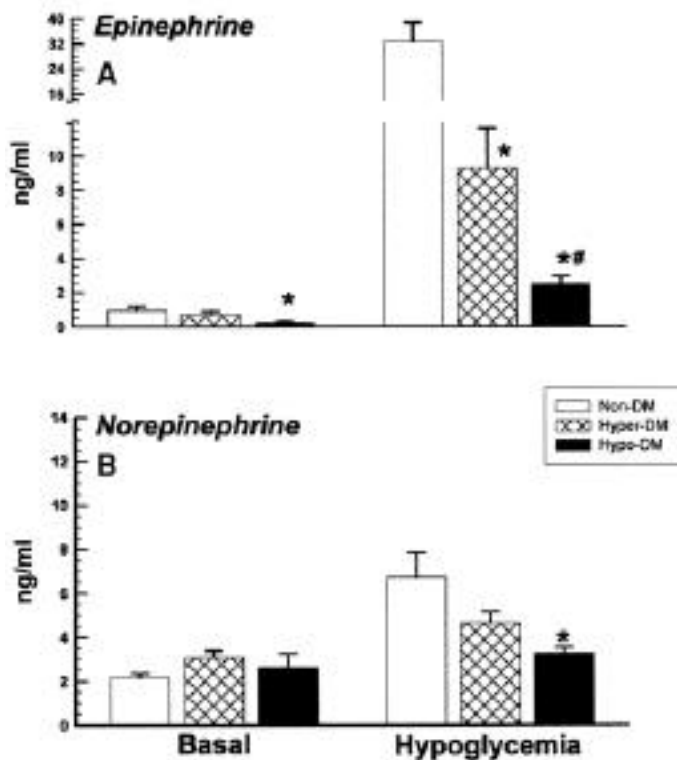 40
Epinephrine
32
24
A
16
ng/ml
10
8
6
4
2
0
*
*
*#
14
Norepinephrine
12
B
8
ng/ml
6
4
2
0
Non-DM
Hyper-DM
Hypo-DM
*
Basal
Hypoglycemia